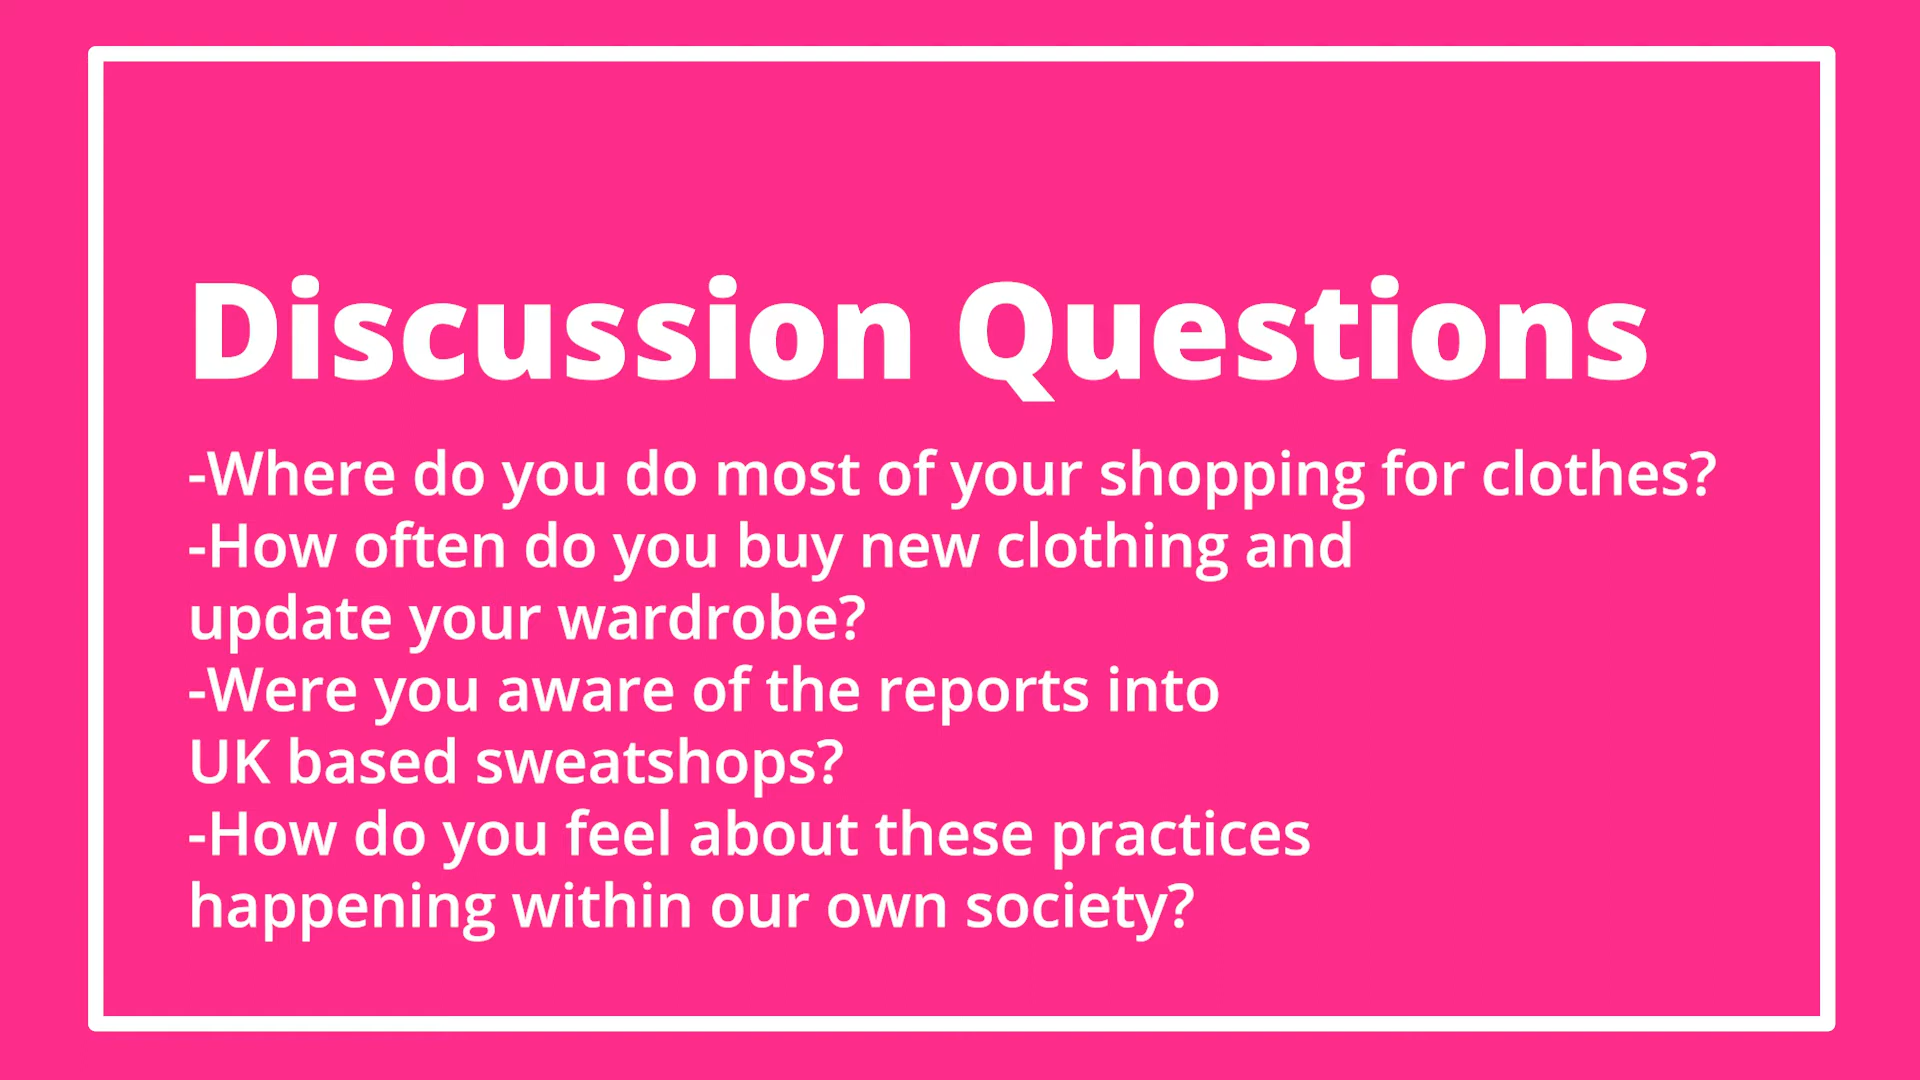 Discussion Questions
-Where do you do most of your shopping for clothes?
-How often do you buy new clothing and
update your wardrobe?
-Were you aware of the reports into
UK based sweatshops?
-How do you feel about these practices
happening within our own society?